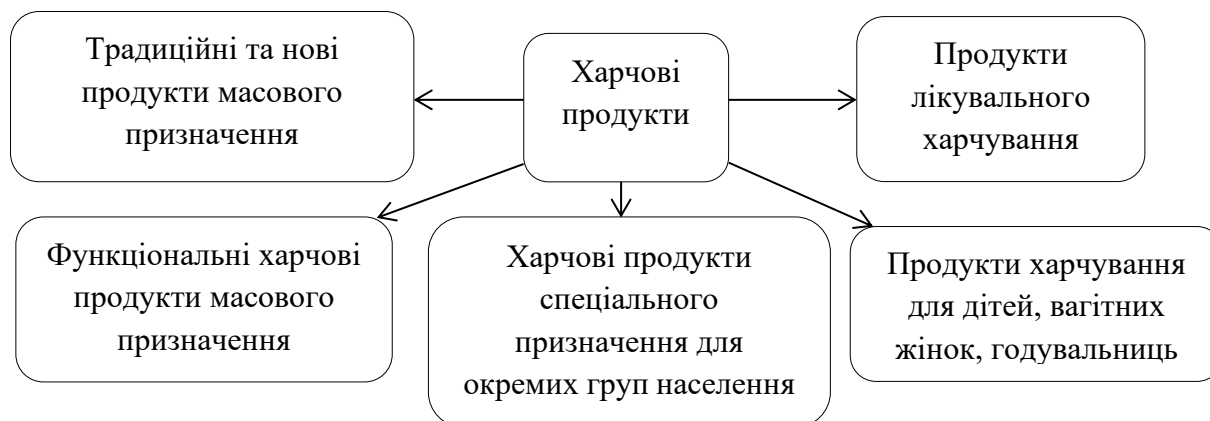 Традиційні та нові
продукти масового
призначення
Харчові
продукти
Продукти
лікувального
харчування
Функціональні харчові
продукти масового
призначення
Харчові продукти
спеціального
призначення для
окремих груп населення
Продукти харчування
для дітей, вагітних
жінок, годувальниць